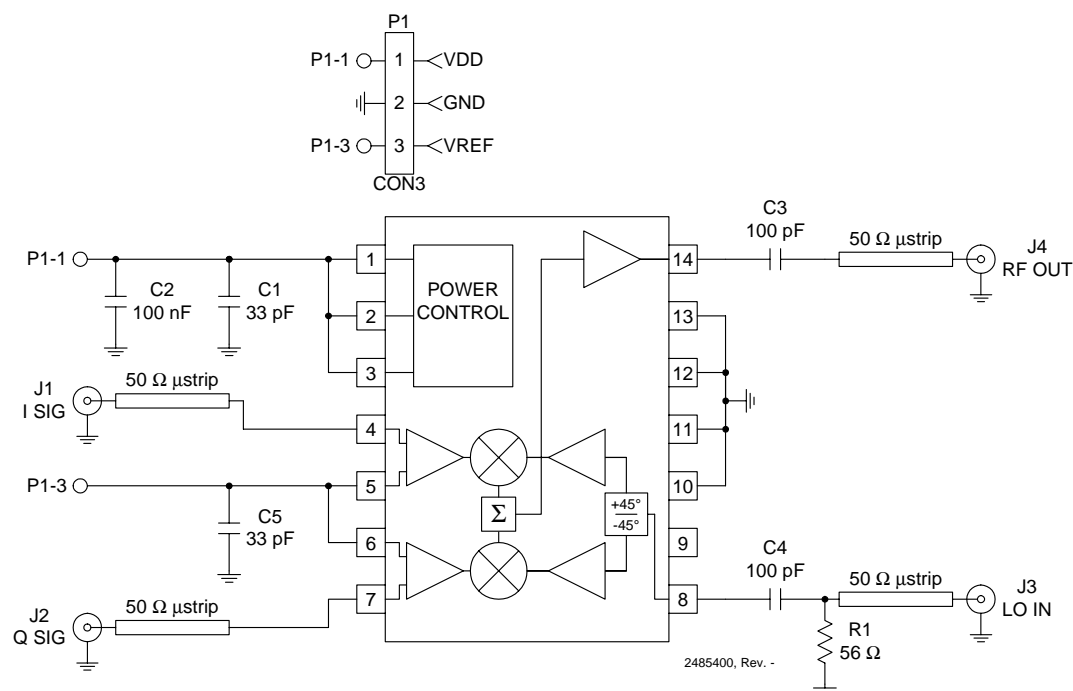 P1
P1-1
1
VDD
2
GND
P1-3
3
VREF
CON3
P1-1
C2
100 nF
C1
33 pF
1
2
3
POWER
CONTROL
14
C3
100 pF
50 Ω µstrip
J4
RF OUT
13
12
11
10
J1
I SIG
50 Ω µstrip
4
P1-3
5
C5
33 pF
6
Σ
+45°
-45°
9
J2
Q SIG
50 Ω µstrip
7
8
C4
100 pF
50 Ω µstrip
J3
LO IN
R1
56 Ω
2485400, Rev. -